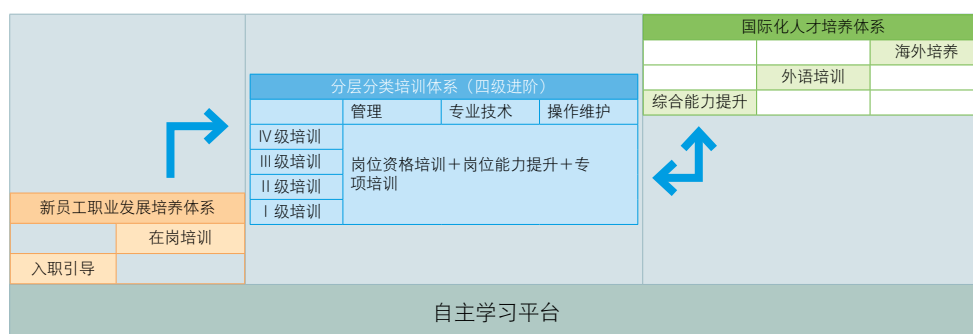 国际化人才培养体系
海外培养
外语培训
综合能力提升
分层分类培训体系（四级进阶）
管理 专业技术 操作维护
Ⅳ级培训
Ⅲ级培训
Ⅱ级培训
Ⅰ级培训
岗位资格培训＋岗位能力提升＋专
项培训
新员工职业发展培养体系
在岗培训
入职引导
自主学习平台